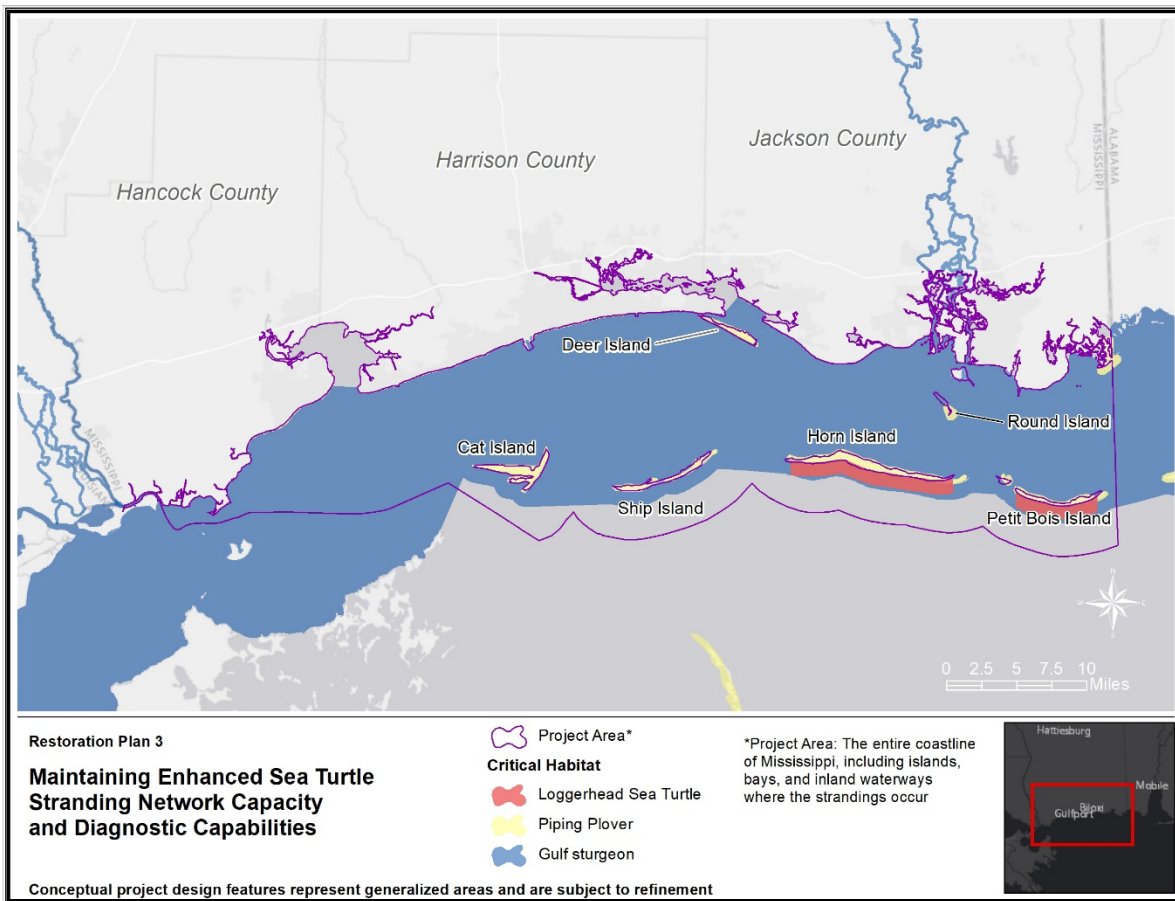 Hancock County
Harrison County
Jackson County
ALABAMA
MISSISSIPPI
MISSISSIPPI
Deer Island
Round Island
Cat Island
Horn Island
Ship Island
Petit Bois Island
N
W
E
S
0 2.5 5 7.5 10
Miles
Restoration Plan 3
Maintaining Enhanced Sea Turtle
Stranding Network Capacity
and Diagnostic Capabilities
Conceptual project design features represent generalized areas and are subject to refinement
Project Area*
Critical Habitat
Loggerhead Sea Turtle
Piping Plover
Gulf sturgeon
*Project Area: The entire coastline
of Mississippi, including islands,
bays, and inland waterways
where the strandings occur
Hattiesburg
Mobile
Biloxi
Gulfport